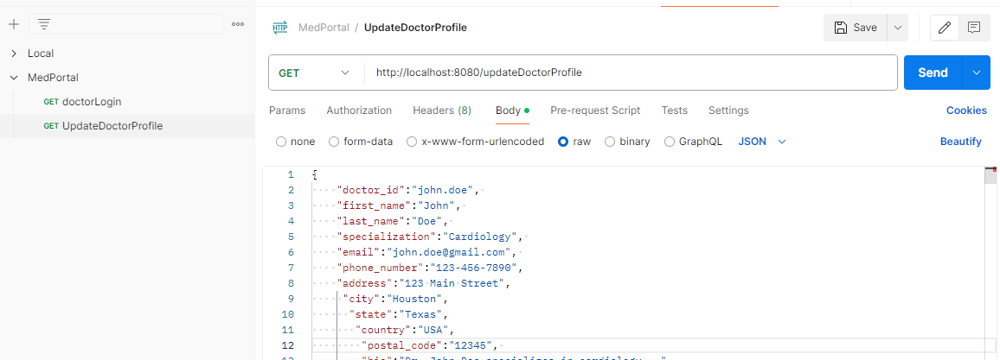 HTTP MedPortal / UpdateDoctorProfile
Save
Local
MedPortal
GET doctorLogin
GET UpdateDoctorProfile
GET http://localhost:8080/updateDoctorProfile
Send
Params Authorization Headers (8) Body Pre-request Script Tests Settings Cookies
none form-data x-www-form-urlencoded raw binary GraphQL JSON Beautify
1 {
2 "doctor_id":"john.doe",
3 "first_name":"John",
4 "last_name":"Doe",
5 "specialization":"Cardiology",
6 "email":"john.doe@gmail.com",
7 "phone_number":"123-456-7890",
8 "address":"123 Main Street",
9 "city":"Houston",
10 "state":"Texas",
11 "country":"USA",
12 "postal_code":"12345",